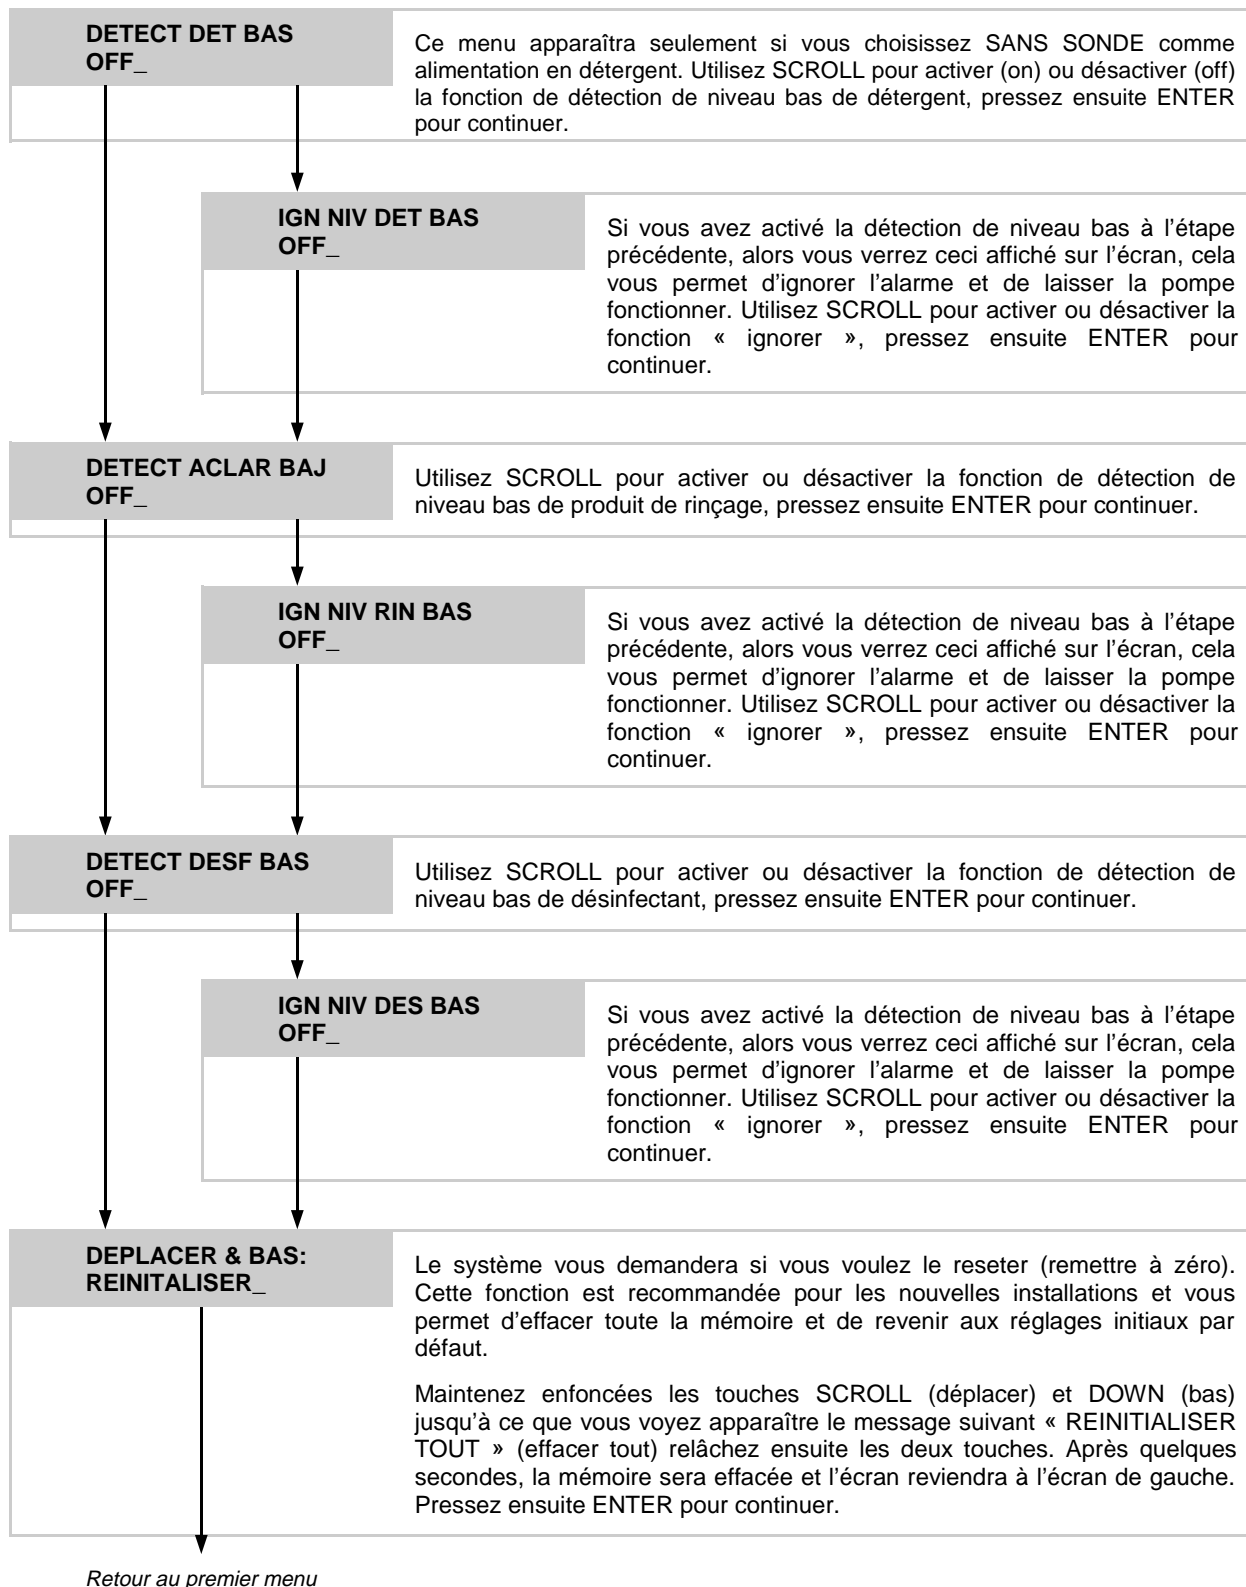 DETECT DET BAS
OFF_
Ce menu apparaîtra seulement si vous choisissez SANS SONDE comme
alimentation en détergent. Utilisez SCROLL pour activer (on) ou désactiver (off)
la fonction de détection de niveau bas de détergent, pressez ensuite ENTER
pour continuer.
IGN NIV DET BAS
OFF_
Si vous avez activé la détection de niveau bas à l’étape
précédente, alors vous verrez ceci affiché sur l’écran, cela
vous permet d’ignorer l’alarme et de laisser la pompe
fonctionner. Utilisez SCROLL pour activer ou désactiver la
fonction « ignorer », pressez ensuite ENTER pour
continuer.
DETECT ACLAR BAJ
OFF_
Utilisez SCROLL pour activer ou désactiver la fonction de détection de
niveau bas de produit de rinçage, pressez ensuite ENTER pour continuer.
IGN NIV RIN BAS
OFF_
Si vous avez activé la détection de niveau bas à l’étape
précédente, alors vous verrez ceci affiché sur l’écran, cela
vous permet d’ignorer l’alarme et de laisser la pompe
fonctionner. Utilisez SCROLL pour activer ou désactiver la
fonction « ignorer », pressez ensuite ENTER pour
continuer.
DETECT DESF BAS
OFF_
Utilisez SCROLL pour activer ou désactiver la fonction de détection de
niveau bas de désinfectant, pressez ensuite ENTER pour continuer.
IGN NIV DES BAS
OFF_
Si vous avez activé la détection de niveau bas à l’étape
précédente, alors vous verrez ceci affiché sur l’écran, cela
vous permet d’ignorer l’alarme et de laisser la pompe
fonctionner. Utilisez SCROLL pour activer ou désactiver la
fonction « ignorer », pressez ensuite ENTER pour
continuer.
DEPLACER & BAS:
REINITALISER_
Le système vous demandera si vous voulez le reseter (remettre à zéro).
Cette fonction est recommandée pour les nouvelles installations et vous
permet d’effacer toute la mémoire et de revenir aux réglages initiaux par
défaut.
Maintenez enfoncées les touches SCROLL (déplacer) et DOWN (bas)
jusqu’à ce que vous voyez apparaître le message suivant « REINITIALISER
TOUT » (effacer tout) relâchez ensuite les deux touches. Après quelques
secondes, la mémoire sera effacée et l’écran reviendra à l’écran de gauche.
Pressez ensuite ENTER pour continuer.
Retour au premier menu